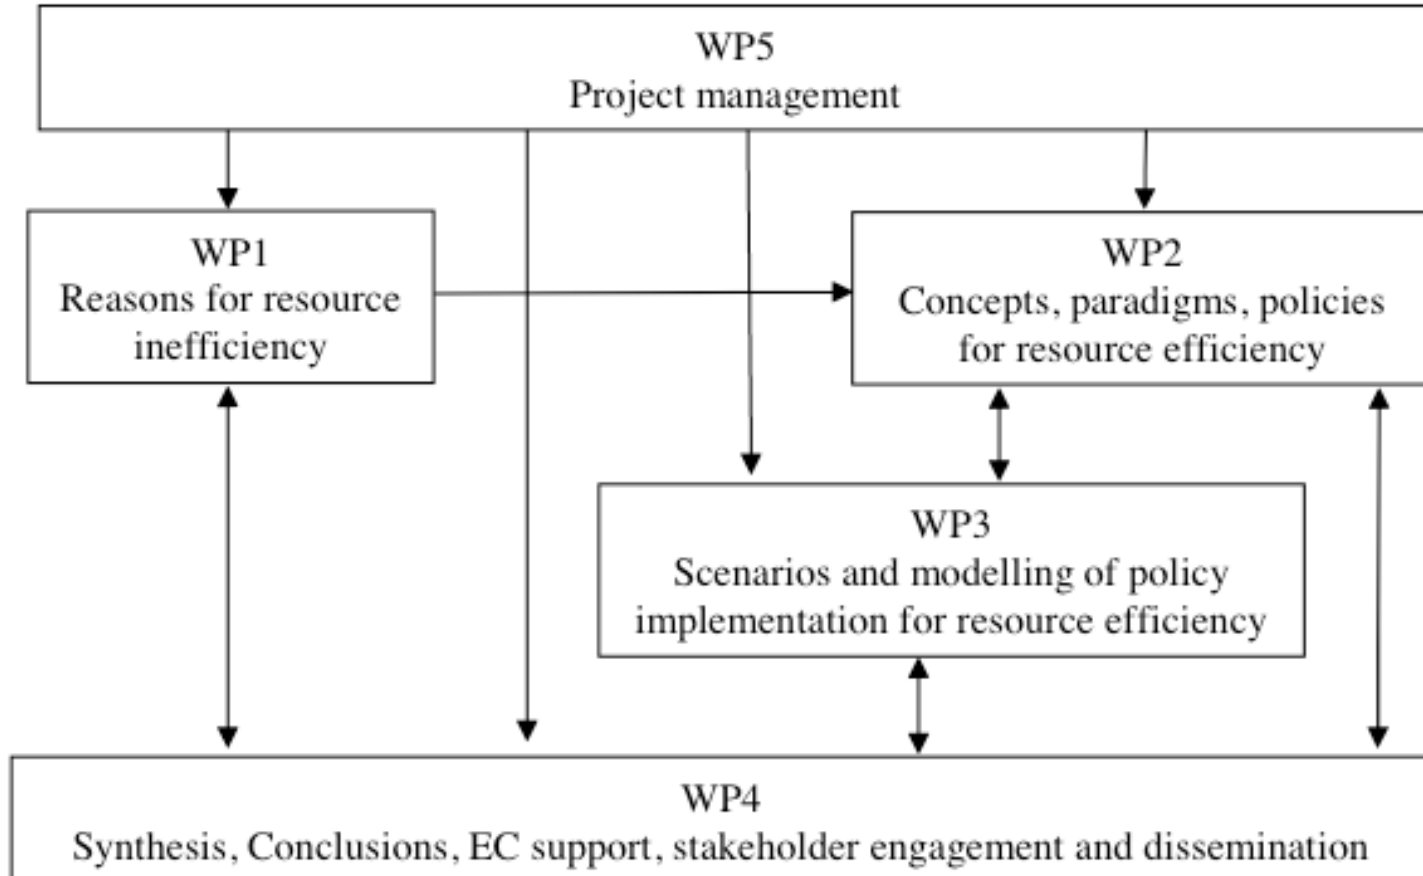 WP5
Project management
WP1
Reasons for resource
inefficiency
WP2
Concepts, paradigms, policies
for resource efficiency
WP3
Scenarios and modelling of policy
implementation for resource efficiency
WP4
Synthesis, Conclusions, EC support, stakeholder engagement and dissemination